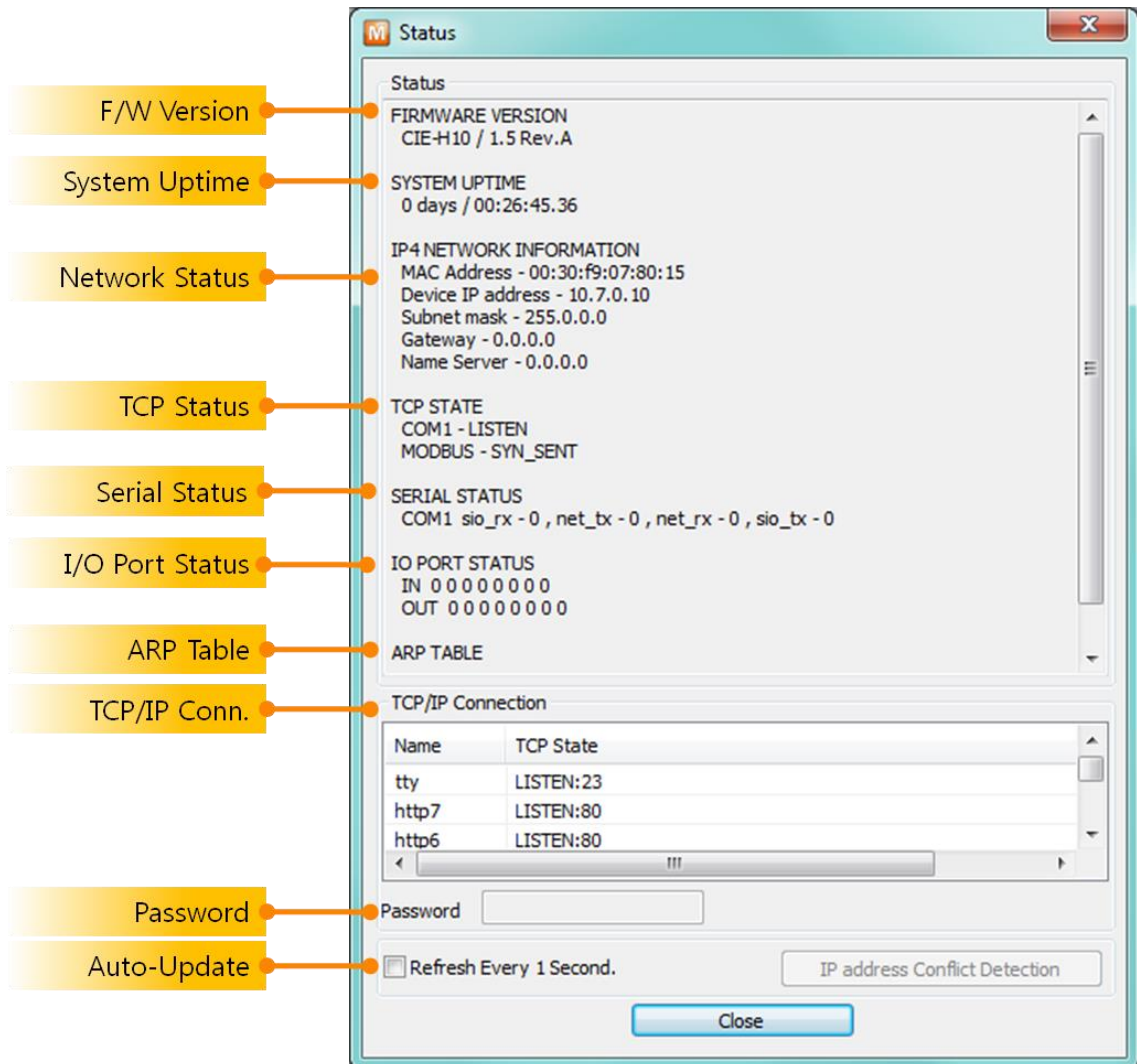 Status
Status
F/W Version
FIRMWARE VERSION
CIE-H10 / 1.5 Rev.A
System Uptime
SYSTEM UPTIME
0 days / 00:26:45.36
Network Status
IP4 NETWORK INFORMATION
MAC Address - 00:30:f9:07:80:15
Device IP address - 10.7.0.10
Subnet mask - 255.0.0.0
Gateway - 0.0.0.0
Name Server - 0.0.0.0
TCP Status
TCP STATE
COM1 - LISTEN
MODBUS - SYN_SENT
Serial Status
SERIAL STATUS
COM1 sio_rx - 0 , net_tx - 0 , net_rx - 0 , sio_tx - 0
I/O Port Status
IO PORT STATUS
IN 0 0 0 0 0 0 0 0
OUT 0 0 0 0 0 0 0 0
ARP Table
ARP TABLE
TCP/IP Conn.
TCP/IP Connection
Name TCP State
tty LISTEN:23
http7 LISTEN:80
http6 LISTEN:80
Password
Password
Auto-Update
Refresh Every 1 Second.
IP address Conflict Detection
Close